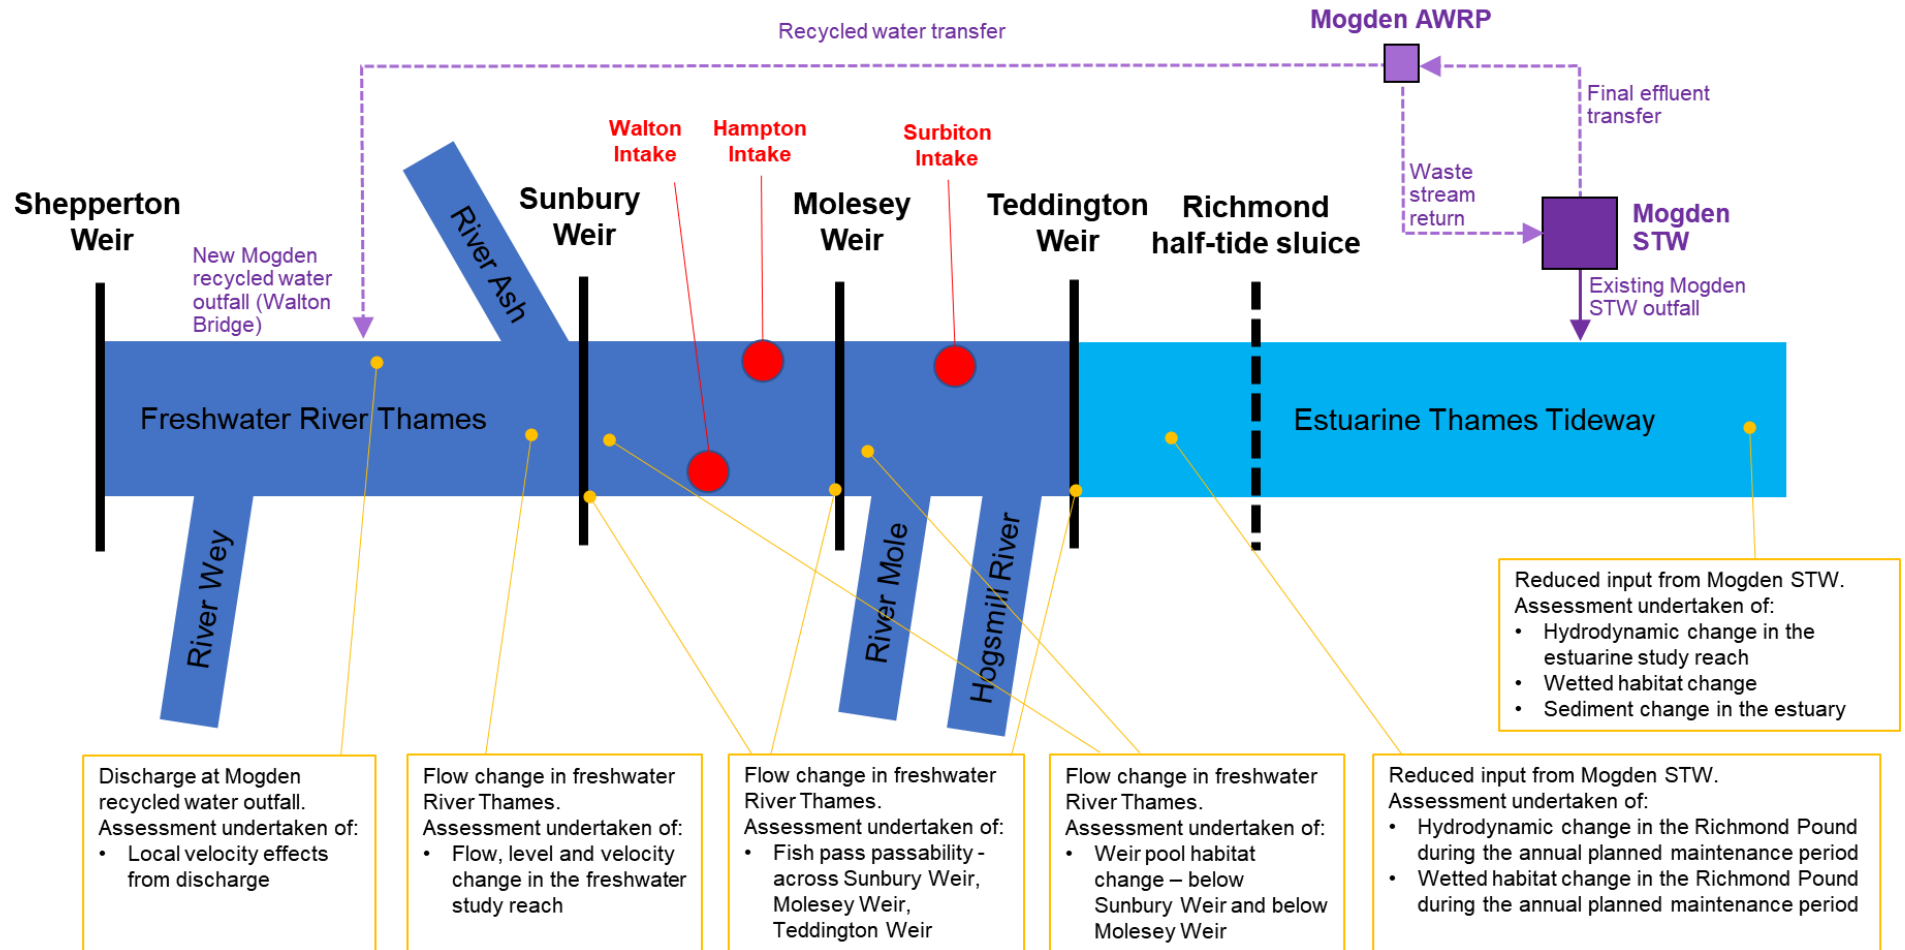 Mogden AWRP
Recycled water transfer
Final effluent
transfer
Walton
Intake
Hampton
Intake
Surbiton
Intake
Waste
stream
return
Shepperton
Weir
Sunbury
Weir
Molesey
Weir
Teddington
Weir
Richmond
half-tide sluice
Mogden
STW
New Mogden
recycled water
outfall (Walton
Bridge)
River Ash
Existing Mogden
STW outfall
Freshwater River Thames
Estuarine Thames Tideway
River Wey
River Mole
Hogsmill River
Reduced input from Mogden STW.
Assessment undertaken of:
• Hydrodynamic change in the
estuarine study reach
• Wetted habitat change
• Sediment change in the estuary
Discharge at Mogden
recycled water outfall.
Assessment undertaken of:
• Local velocity effects
from discharge
Flow change in freshwater
River Thames.
Assessment undertaken of:
• Flow, level and velocity
change in the freshwater
study reach
Flow change in freshwater
River Thames.
Assessment undertaken of:
• Fish pass passability -
across Sunbury Weir,
Molesey Weir,
Teddington Weir
Flow change in freshwater
River Thames.
Assessment undertaken of:
• Weir pool habitat
change – below
Sunbury Weir and below
Molesey Weir
Reduced input from Mogden STW.
Assessment undertaken of:
• Hydrodynamic change in the Richmond Pound
during the annual planned maintenance period
• Wetted habitat change in the Richmond Pound
during the annual planned maintenance period